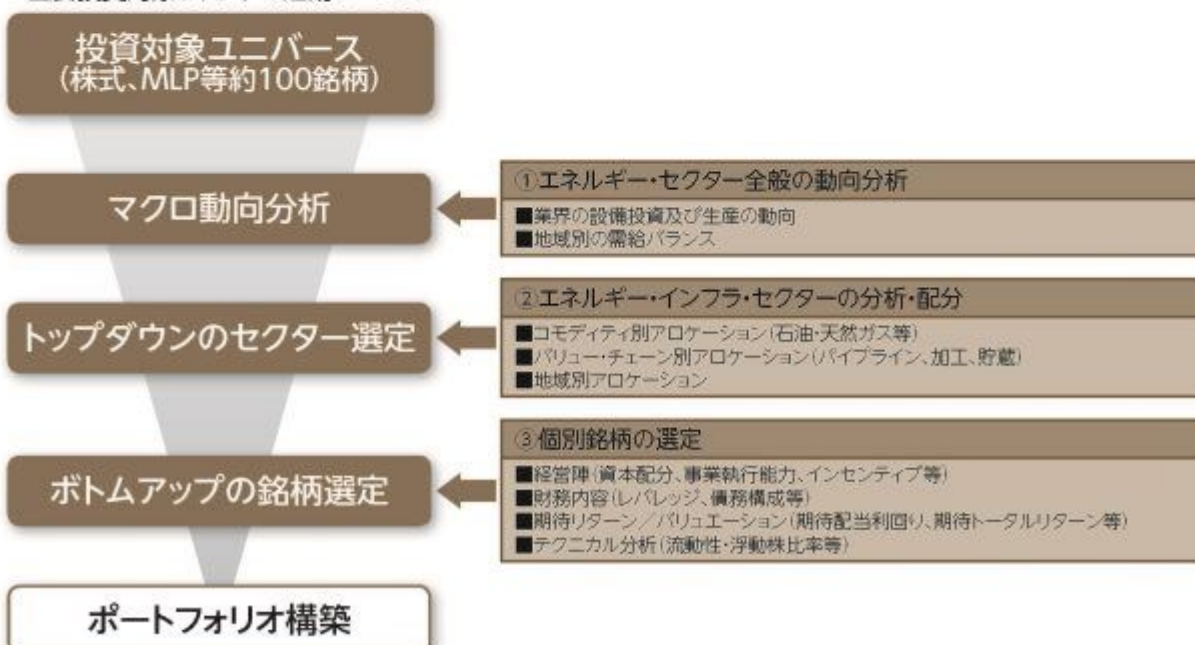 投資対象ユニバース
(株式、MLP等約100銘柄)
マクロ動向分析
①エネルギー・セクター全般の動向分析
■業界の設備投資及び生産の動向
■地域別の需給バランス
トップダウンのセクター選定
②エネルギー・インフラ・セクターの分析・配分
■コモディティ別アロケーション(石油・天然ガス等)
■バリュー・チェーン別アロケーション(パイプライン、加工、貯蔵)
■地域別アロケーション
ボトムアップの銘柄選定
③個別銘柄の選定
■経営陣(資本配分、事業執行能力、インセンティブ等)
■財務内容(レバレッジ、債務構成等)
■期待リターン／バリュエーション(期待配当利回り、期待トータルリターン等)
■テクニカル分析(流動性・浮動株比率等)
ポートフォリオ構築